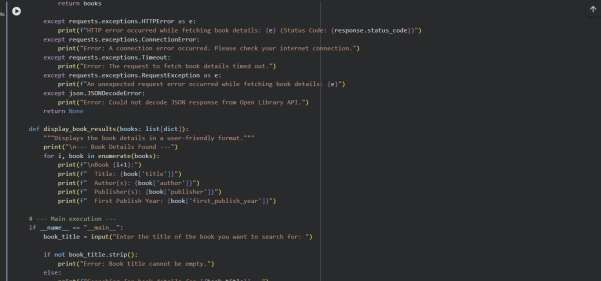 return books
except requests.exceptions.HTTPError as e:
print(f"HTTP error occurred while fetching book details: {e} (Status Code: {response.status_code})")
except requests.exceptions.ConnectionError:
print("Error: A connection error occurred. Please check your internet connection.")
except requests.exceptions.Timeout:
print("Error: The request to fetch book details timed out.")
except requests.exceptions.RequestException as e:
print(f"An unexpected request error occurred while fetching book details: {e}")
except json.JSONDecodeError:
print("Error: Could not decode JSON response from Open Library API.")
return None
def display_book_results(books: list[dict]):
"""Displays the book details in a user-friendly format."""
print("\n--- Book Details Found ---")
for i, book in enumerate(books):
print(f"\nBook {i+1}:")
print(f"  Title: {book['title']}")
print(f"  Author(s): {book['author']}")
print(f"  Publisher(s): {book['publisher']}")
print(f"  First Publish Year: {book['first_publish_year']}")
# --- Main execution ---
if __name__ == "__main__":
book_title = input("Enter the title of the book you want to search for: ")
if not book_title.strip():
print("Error: Book title cannot be empty.")
else: